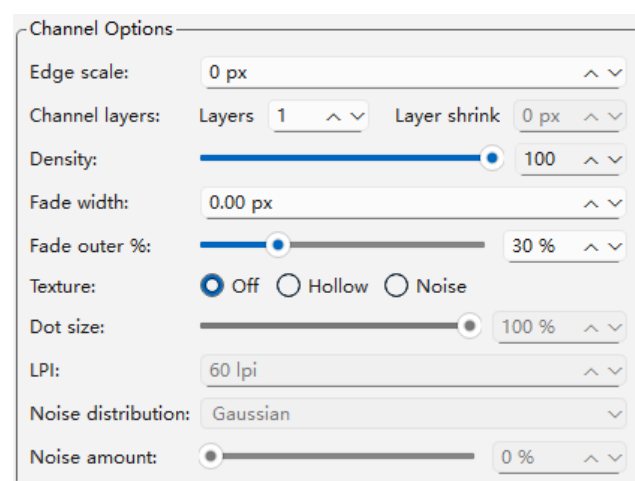 Channel Options
Edge scale: 0 px
Channel layers: Layers 1 Layer shrink 0 px
Density: 100
Fade width: 0.00 px
Fade outer %: 30 %
Texture: Off Hollow Noise
Dot size: 100 %
LPI: 60 lpi
Noise distribution: Gaussian
Noise amount: 0 %